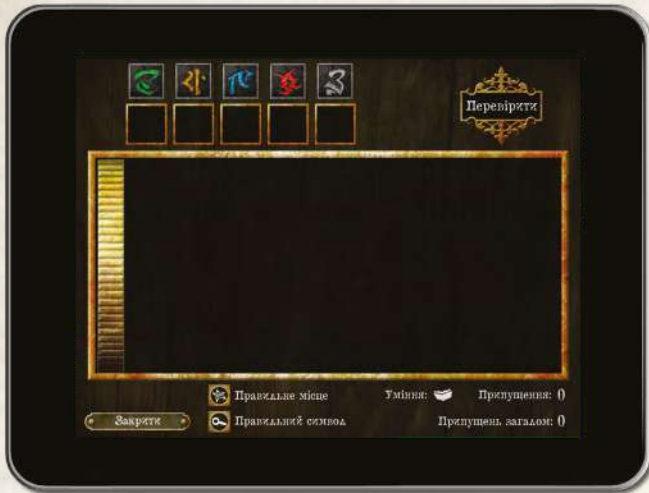 Перевірити
Правильне місце
Уміння:
Припущення: 0
Закрити
Правильний символ
Припущень загалом: 0